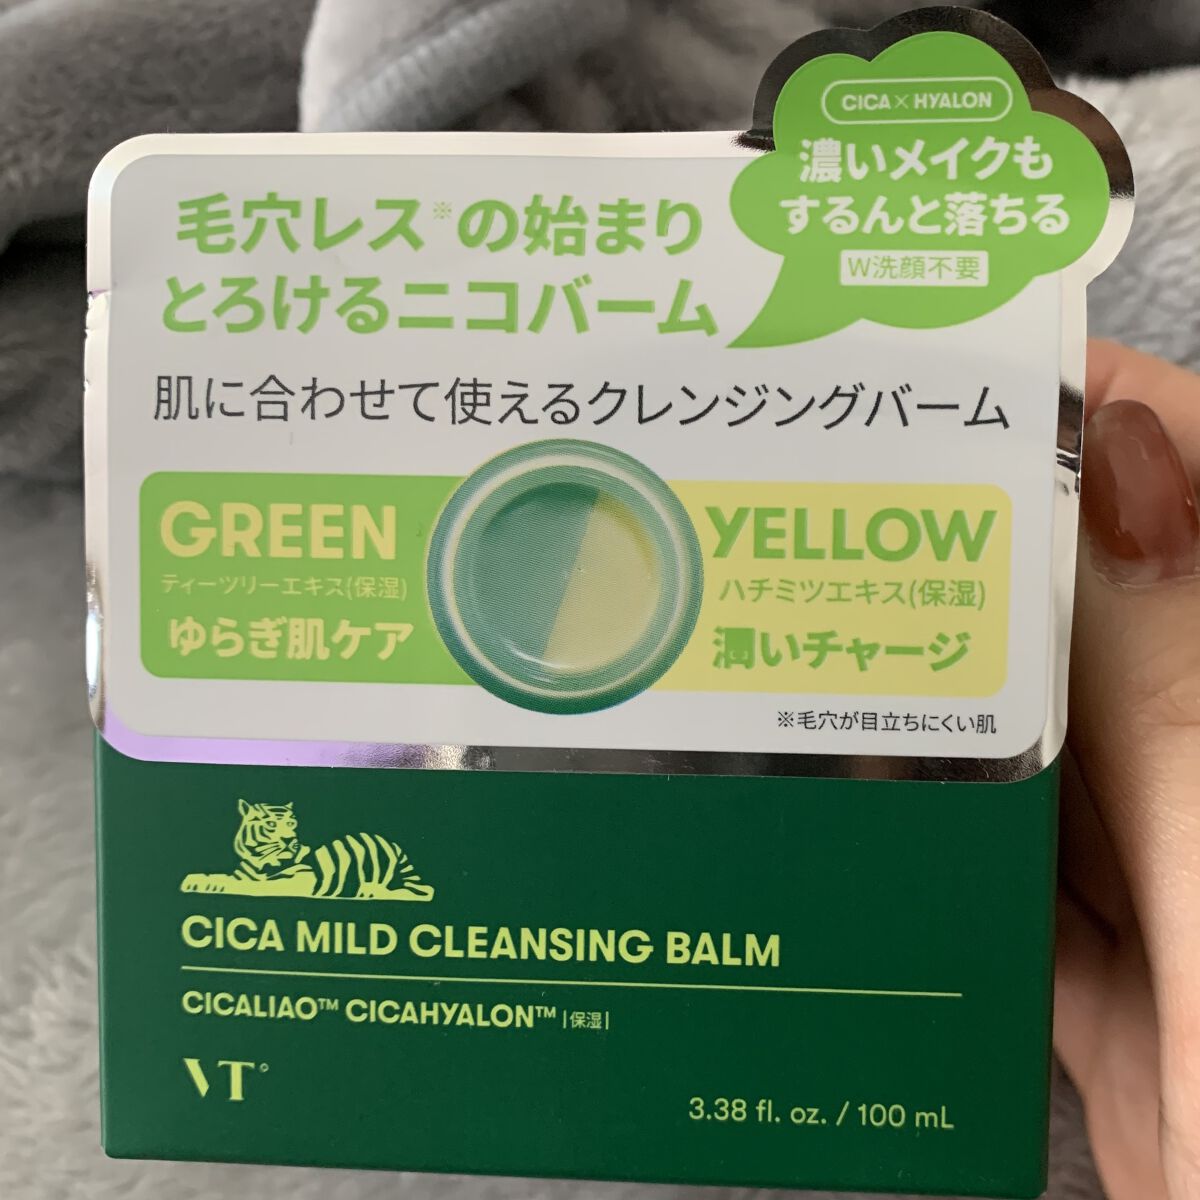 CICA×HYALON
濃いメイクも
するんと落ちる
W洗顔不要
毛穴レス※の始まり
とろけるニコバーム
肌に合わせて使えるクレンジングバーム
GREEN
ティーツリーエキス(保湿)
ゆらぎ肌ケア
YELLOW
ハチミツエキス(保湿)
潤いチャージ
※毛穴が目立ちにくい肌
CICA MILD CLEANSING BALM
CICALIAO™ CICAHYALON™ |保湿|
VT°
3.38 fl. oz. / 100 mL